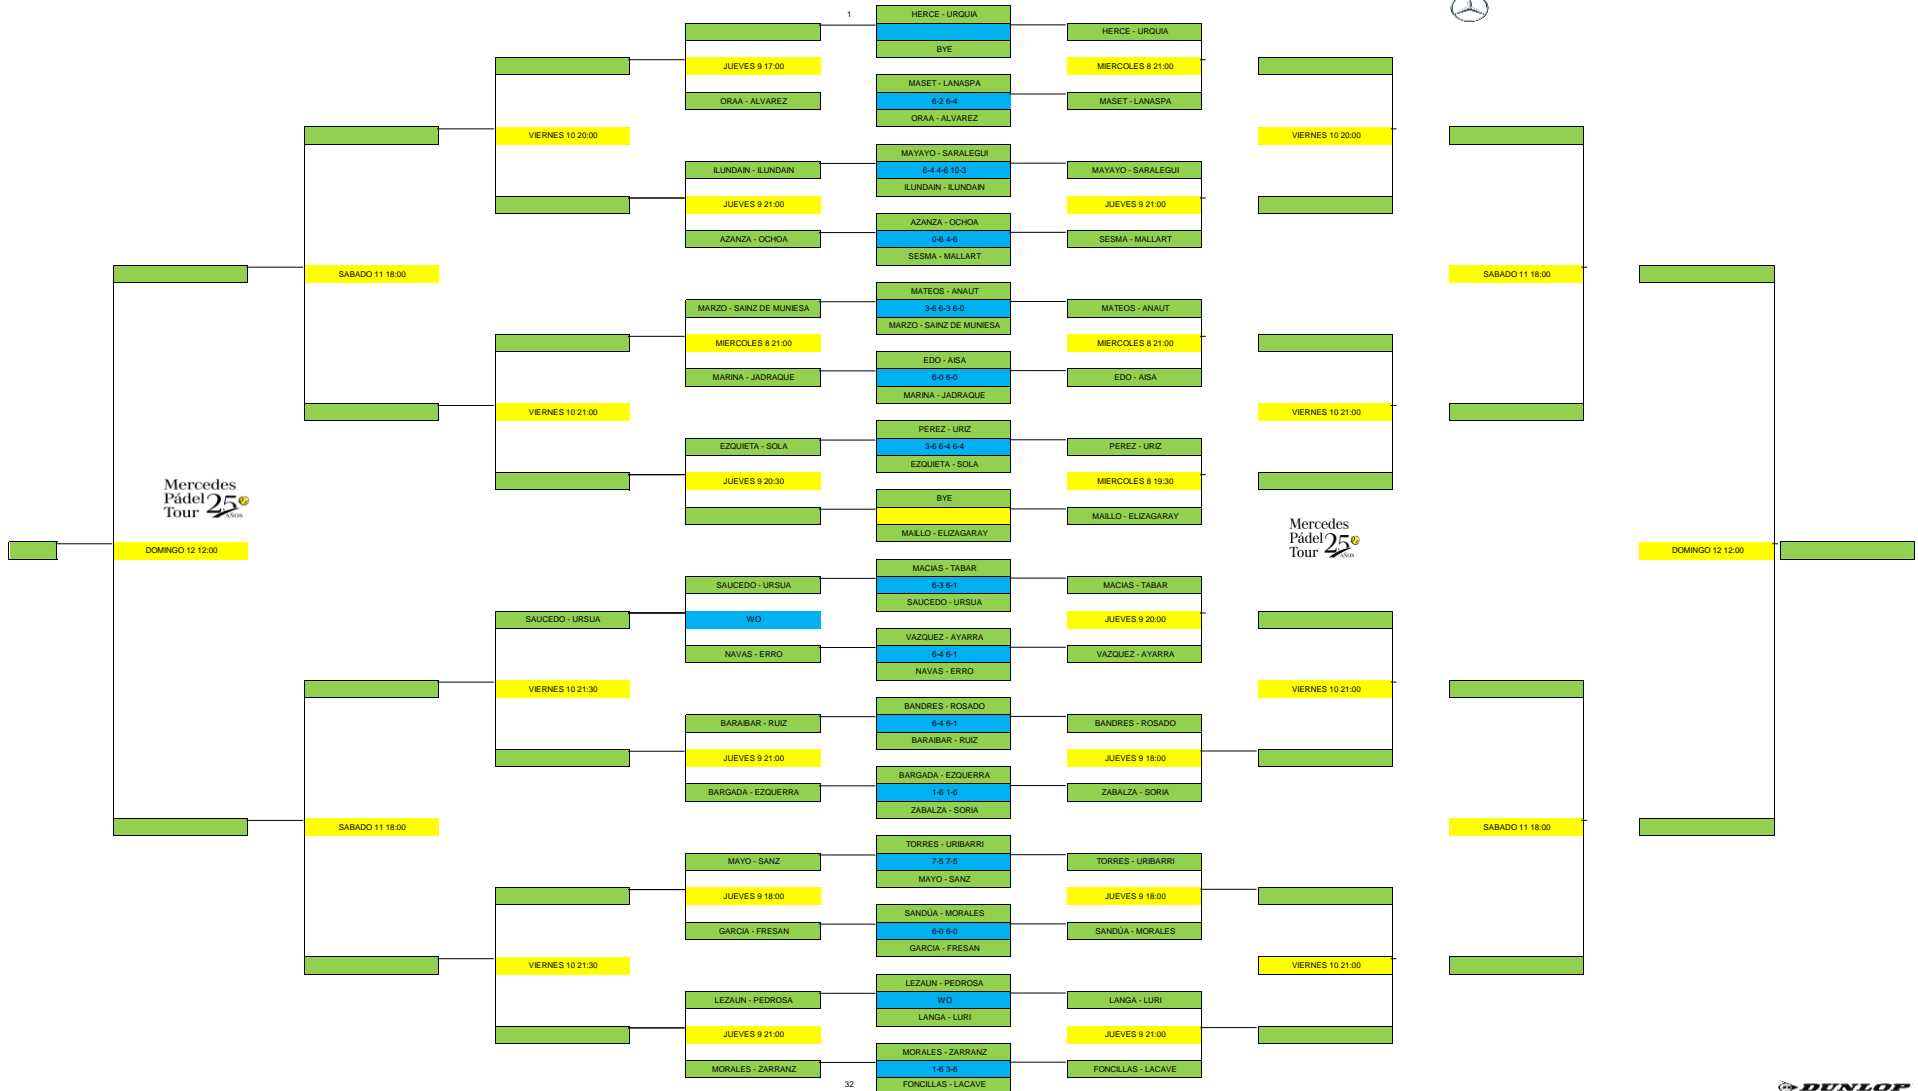 1
HERCE - URQUIA
HERCE - URQUIA
BYE
JUEVES 9 17:00
MIERCOLES 8 21:00
MASET - LANASPA
ORAA - ALVAREZ
6-2 6-4
MASET - LANASPA
ORAA - ALVAREZ
VIERNES 10 20:00
VIERNES 10 20:00
MAYAYO - SARALEGUI
ILUNDAIN - ILUNDAIN
6-4 4-6 10-3
MAYAYO - SARALEGUI
ILUNDAIN - ILUNDAIN
JUEVES 9 21:00
JUEVES 9 21:00
AZANZA - OCHOA
AZANZA - OCHOA
0-6 4-6
SESMA - MALLART
SESMA - MALLART
SABADO 11 18:00
SABADO 11 18:00
MATEOS - ANAUT
MARZO - SAINZ DE MUNIESA
3-6 6-3 6-0
MATEOS - ANAUT
MARZO - SAINZ DE MUNIESA
MIERCOLES 8 21:00
MIERCOLES 8 21:00
EDO - AISA
MARINA - JADRAQUE
6-0 6-0
EDO - AISA
MARINA - JADRAQUE
VIERNES 10 21:00
VIERNES 10 21:00
PEREZ - URIZ
EZQUIETA - SOLA
3-6 6-4 6-4
PEREZ - URIZ
EZQUIETA - SOLA
JUEVES 9 20:30
MIERCOLES 8 19:30
BYE
MAILLO - ELIZAGARAY
MAILLO - ELIZAGARAY
Mercedes
Pádel 25
Tour AÑOS
Mercedes
Pádel 25
Tour AÑOS
DOMINGO 12 12:00
DOMINGO 12 12:00
MACIAS - TABAR
SAUCEDO - URSUA
6-3 6-1
MACIAS - TABAR
SAUCEDO - URSUA
SAUCEDO - URSUA
WO
JUEVES 9 20:00
VAZQUEZ - AYARRA
NAVAS - ERRO
6-4 6-1
VAZQUEZ - AYARRA
NAVAS - ERRO
VIERNES 10 21:30
VIERNES 10 21:00
BANDRES - ROSADO
BARAIBAR - RUIZ
6-4 6-1
BANDRES - ROSADO
BARAIBAR - RUIZ
JUEVES 9 21:00
JUEVES 9 18:00
BARGADA - EZQUERRA
BARGADA - EZQUERRA
1-6 1-6
ZABALZA - SORIA
ZABALZA - SORIA
SABADO 11 18:00
SABADO 11 18:00
TORRES - URIBARRI
MAYO - SANZ
7-5 7-5
TORRES - URIBARRI
MAYO - SANZ
JUEVES 9 18:00
JUEVES 9 18:00
SANDÚA - MORALES
GARCIA - FRESAN
6-0 6-0
SANDÚA - MORALES
GARCIA - FRESAN
VIERNES 10 21:30
VIERNES 10 21:00
LEZAUN - PEDROSA
LEZAUN - PEDROSA
WO
LANGA - LURI
LANGA - LURI
JUEVES 9 21:00
JUEVES 9 21:00
MORALES - ZARRANZ
MORALES - ZARRANZ
1-6 3-6
FONCILLAS - LACAVE
32
FONCILLAS - LACAVE
DUNLOP